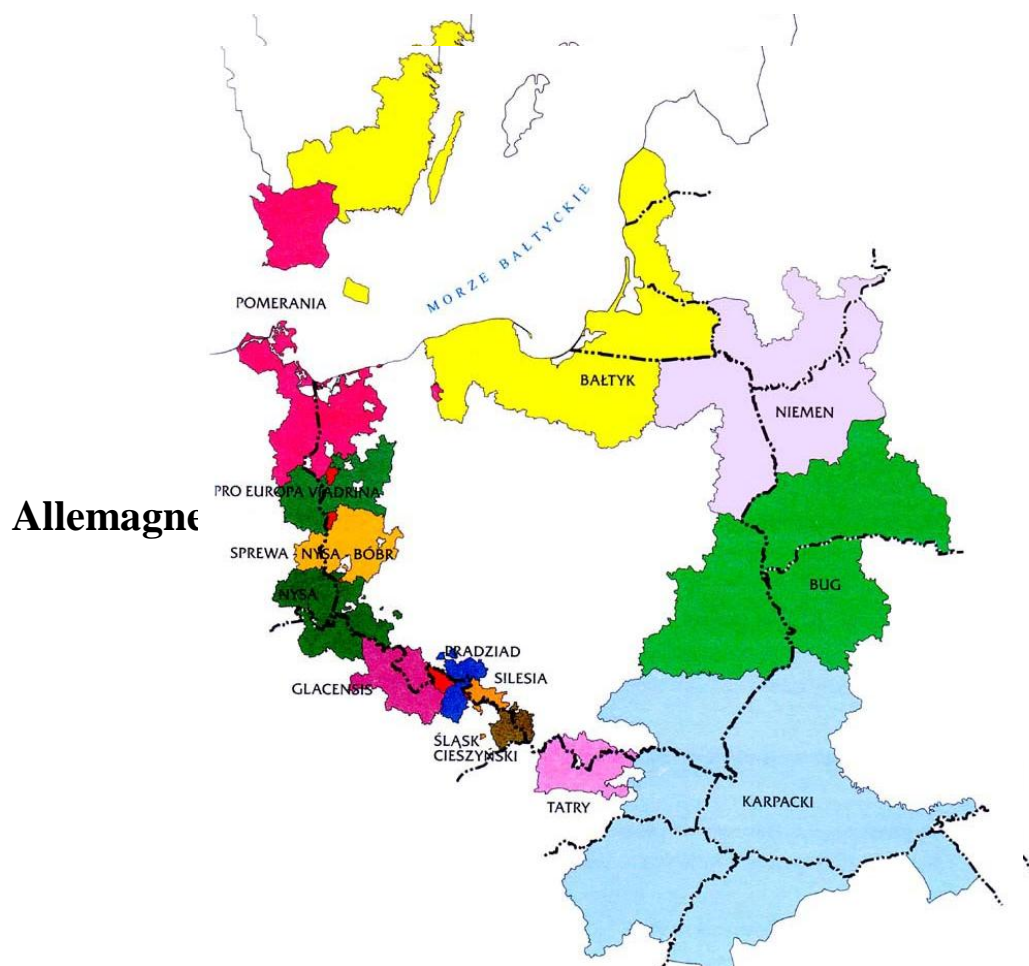 MORZE BAŁTYCKIE
POMERANIA
BAŁTYK
NIEMEN
PRO EUROPA VIADRINA
Allemagne
SPREWA - NYSA - BÓBR
BUG
NYSA
PRADZIAD
SILESIA
GLACENSIS
ŚLĄSK
CIESZYŃSKI
TATRY
KARPACKI